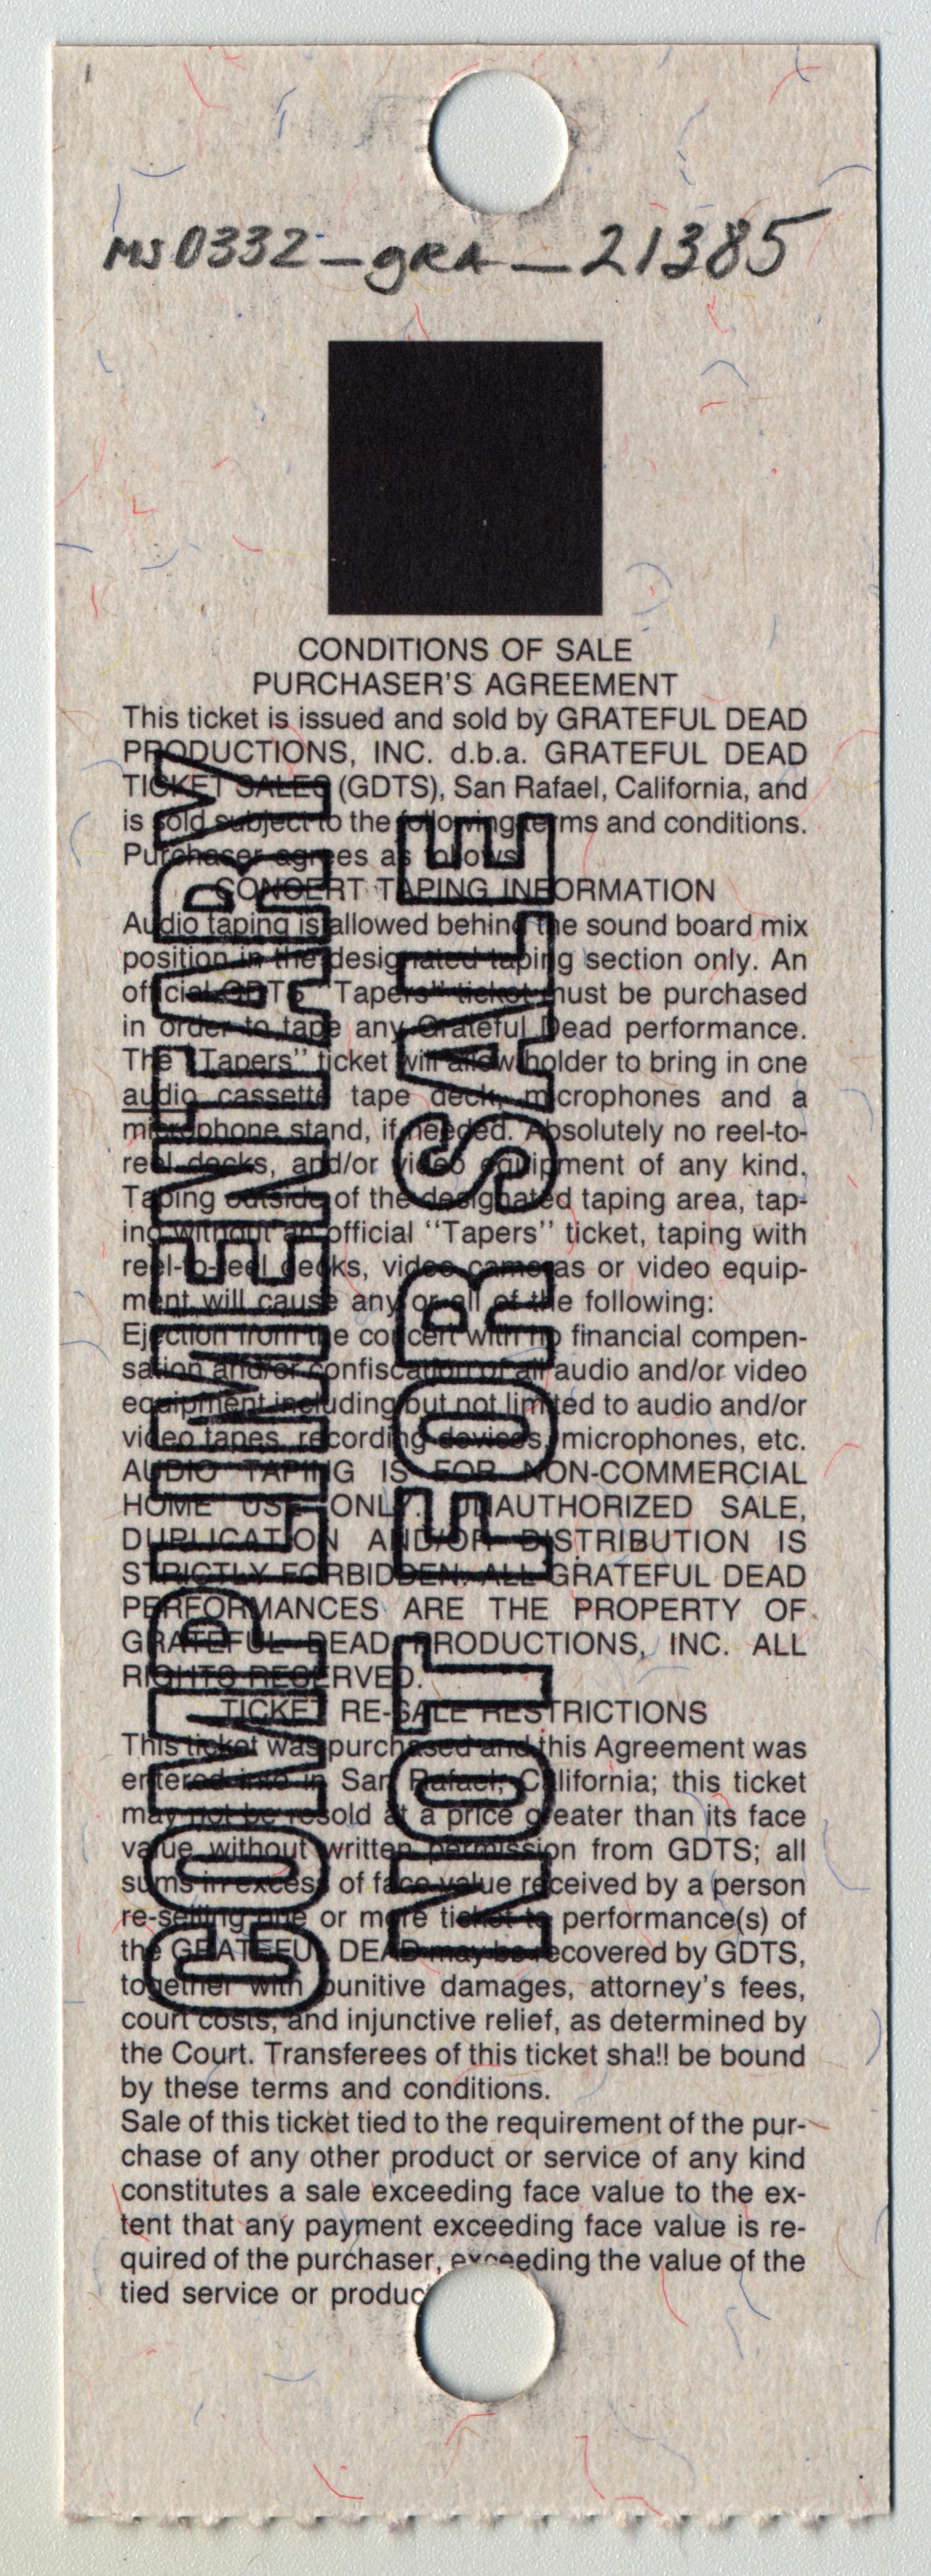 ms0332_gRA_21385
CONDITIONS OF SALE
PURCHASER'S AGREEMENT
This ticket is issued and sold by GRATEFUL DEAD
PRODUCTIONS, INC. d.b.a. GRATEFUL DEAD
TICKET SALES (GDTS), San Rafael, California, and
is sold subject to the following terms and conditions.
Purchaser agrees as follows:
CONCERT TAPING INFORMATION
Audio taping is allowed behind the sound board mix
position in the designated taping section only. An
official GDTS "Tapers" ticket must be purchased
in order to tape any Grateful Dead performance.
The "Tapers" ticket will allow holder to bring in one
audio cassette tape deck, microphones and a
microphone stand, if needed. Absolutely no reel-to-
reel decks, and/or video equipment of any kind.
Taping outside of the designated taping area, tap-
ing without an official "Tapers" ticket, taping with
reel-to-reel decks, video cameras or video equip-
ment will cause any or all of the following:
Ejection from the concert with no financial compen-
sation and/or confiscation of all audio and/or video
equipment including but not limited to audio and/or
video tapes, recording devices, microphones, etc.
AUDIO TAPING IS FOR NON-COMMERCIAL
HOME USE ONLY. UNAUTHORIZED SALE,
DUPLICATION AND/OR DISTRIBUTION IS
STRICTLY FORBIDDEN. ALL GRATEFUL DEAD
PERFORMANCES ARE THE PROPERTY OF
GRATEFUL DEAD PRODUCTIONS, INC. ALL
RIGHTS RESERVED.
TICKET RE-SALE RESTRICTIONS
This ticket was purchased and this Agreement was
entered into in San Rafael, California; this ticket
may not be resold at a price greater than its face
value without written permission from GDTS; all
sums in excess of face value received by a person
re-selling one or more ticket to performance(s) of
the GRATEFUL DEAD may be recovered by GDTS,
together with punitive damages, attorney's fees,
court costs, and injunctive relief, as determined by
the Court. Transferees of this ticket shall be bound
by these terms and conditions.
Sale of this ticket tied to the requirement of the pur-
chase of any other product or service of any kind
constitutes a sale exceeding face value to the ex-
tent that any payment exceeding face value is re-
quired of the purchaser, exceeding the value of the
tied service or produc
COMPLIMENTARY
NOT FOR SALE